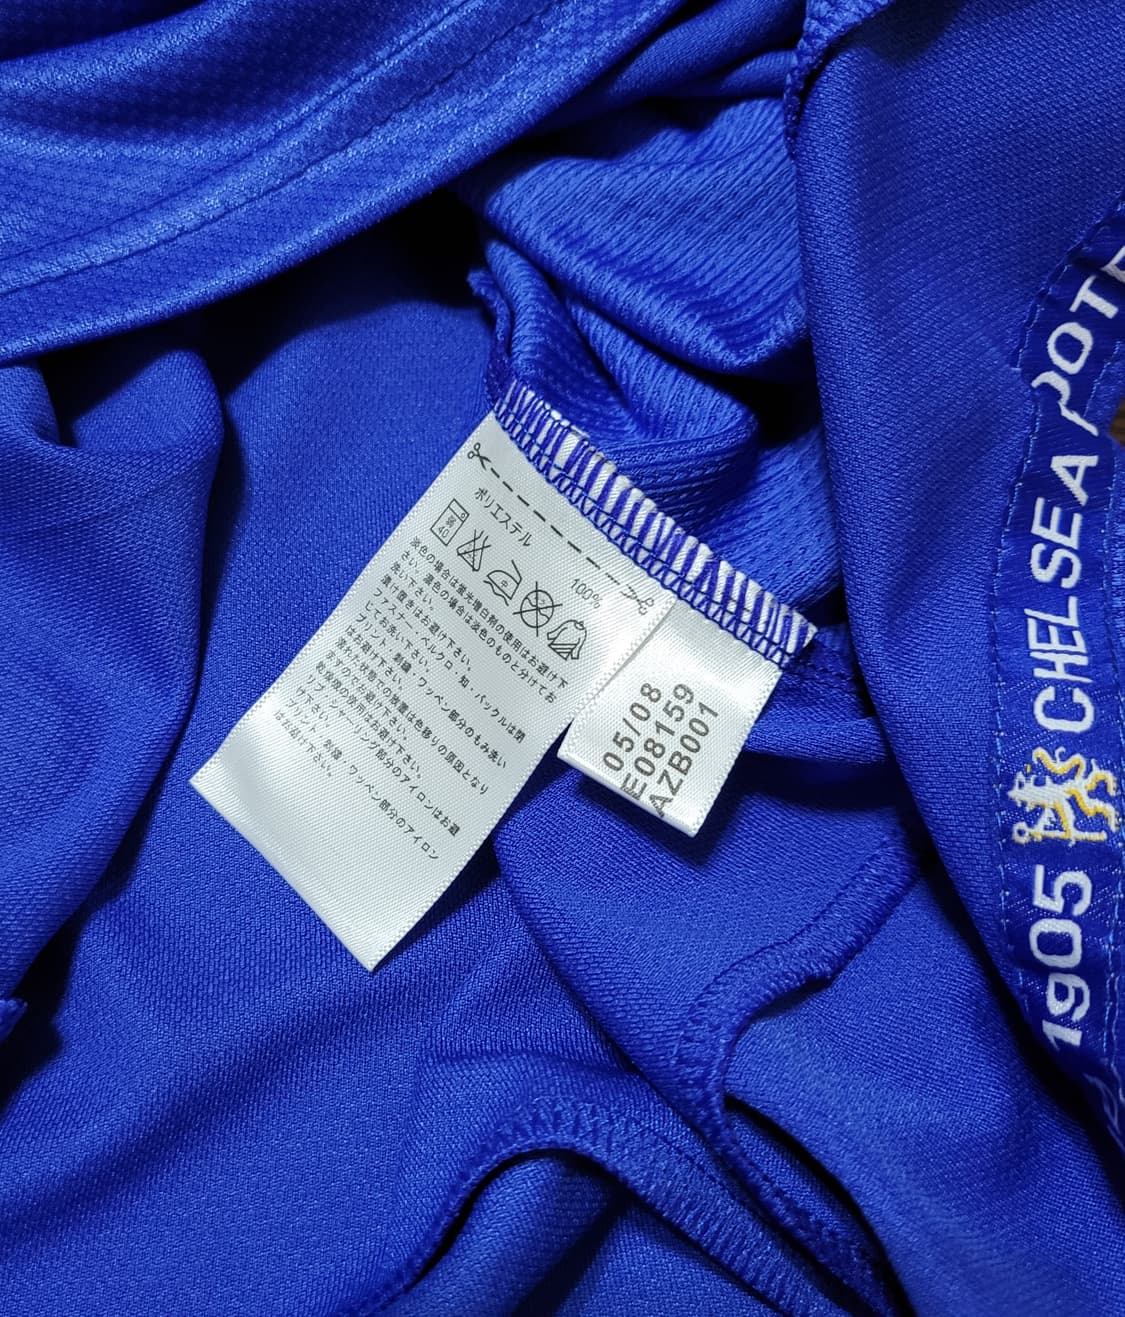 ポリエステル 100%
弱
40
中
淡色の場合は蛍光増白剤の使用はお避け下
さい。濃色の場合は淡色のものと分けてお
洗い下さい。
漬け置きはお避け下さい。
ファスナー・ベルクロ・紐・バックルは閉
じてお洗い下さい。
プリント・刺繍・ワッペン部分のもみ洗い
はお避け下さい。
濡れた状態での放置は色移りの原因となり
ますのでお避け下さい。
乾燥機の使用はお避け下さい。
リブ・シャーリング部分のアイロンはお避
け下さい。
プリント・刺繍・ワッペン部分のアイロン
はお避け下さい。
05/08
E08159
AZB001
1905 CHELSEA FOOTB